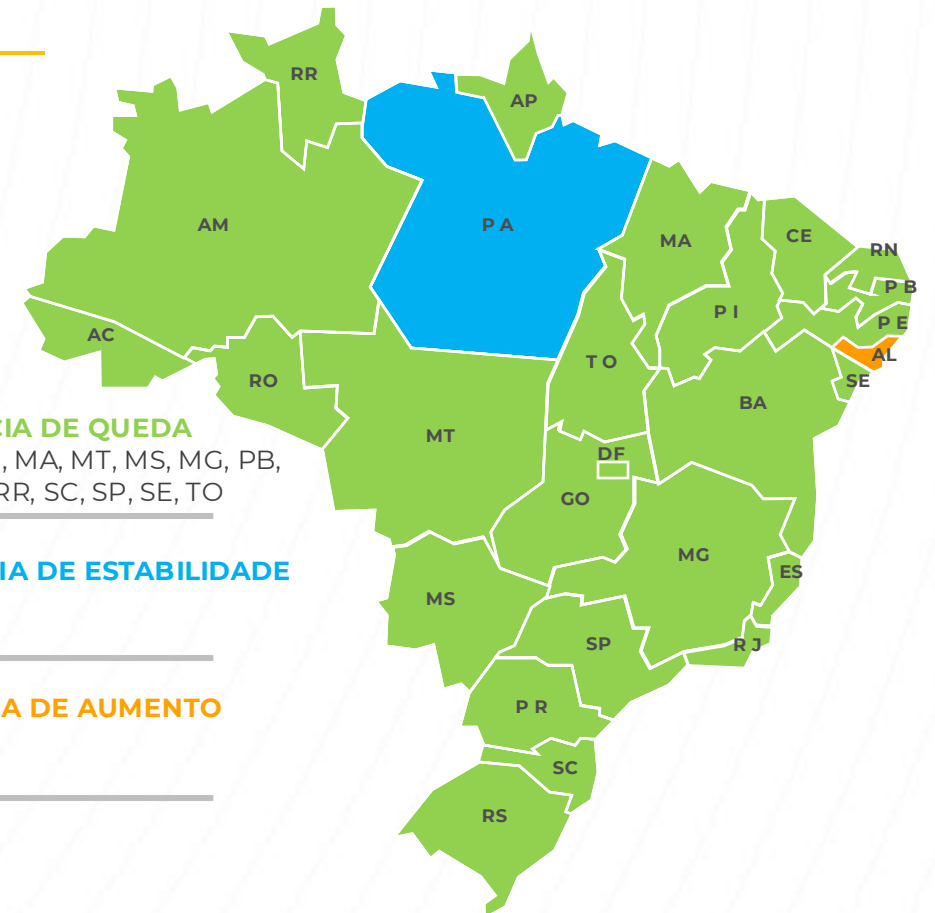 RR
AP
AM
P A
MA
CE
RN
P B
P I
P E
AC
AL
T O
SE
RO
BA
MT
CIA DE QUEDA
, MA, MT, MS, MG, PB,
DF
RR, SC, SP, SE, TO
GO
MG
IA DE ESTABILIDADE
ES
MS
SP
R J
A DE AUMENTO
P R
SC
RS